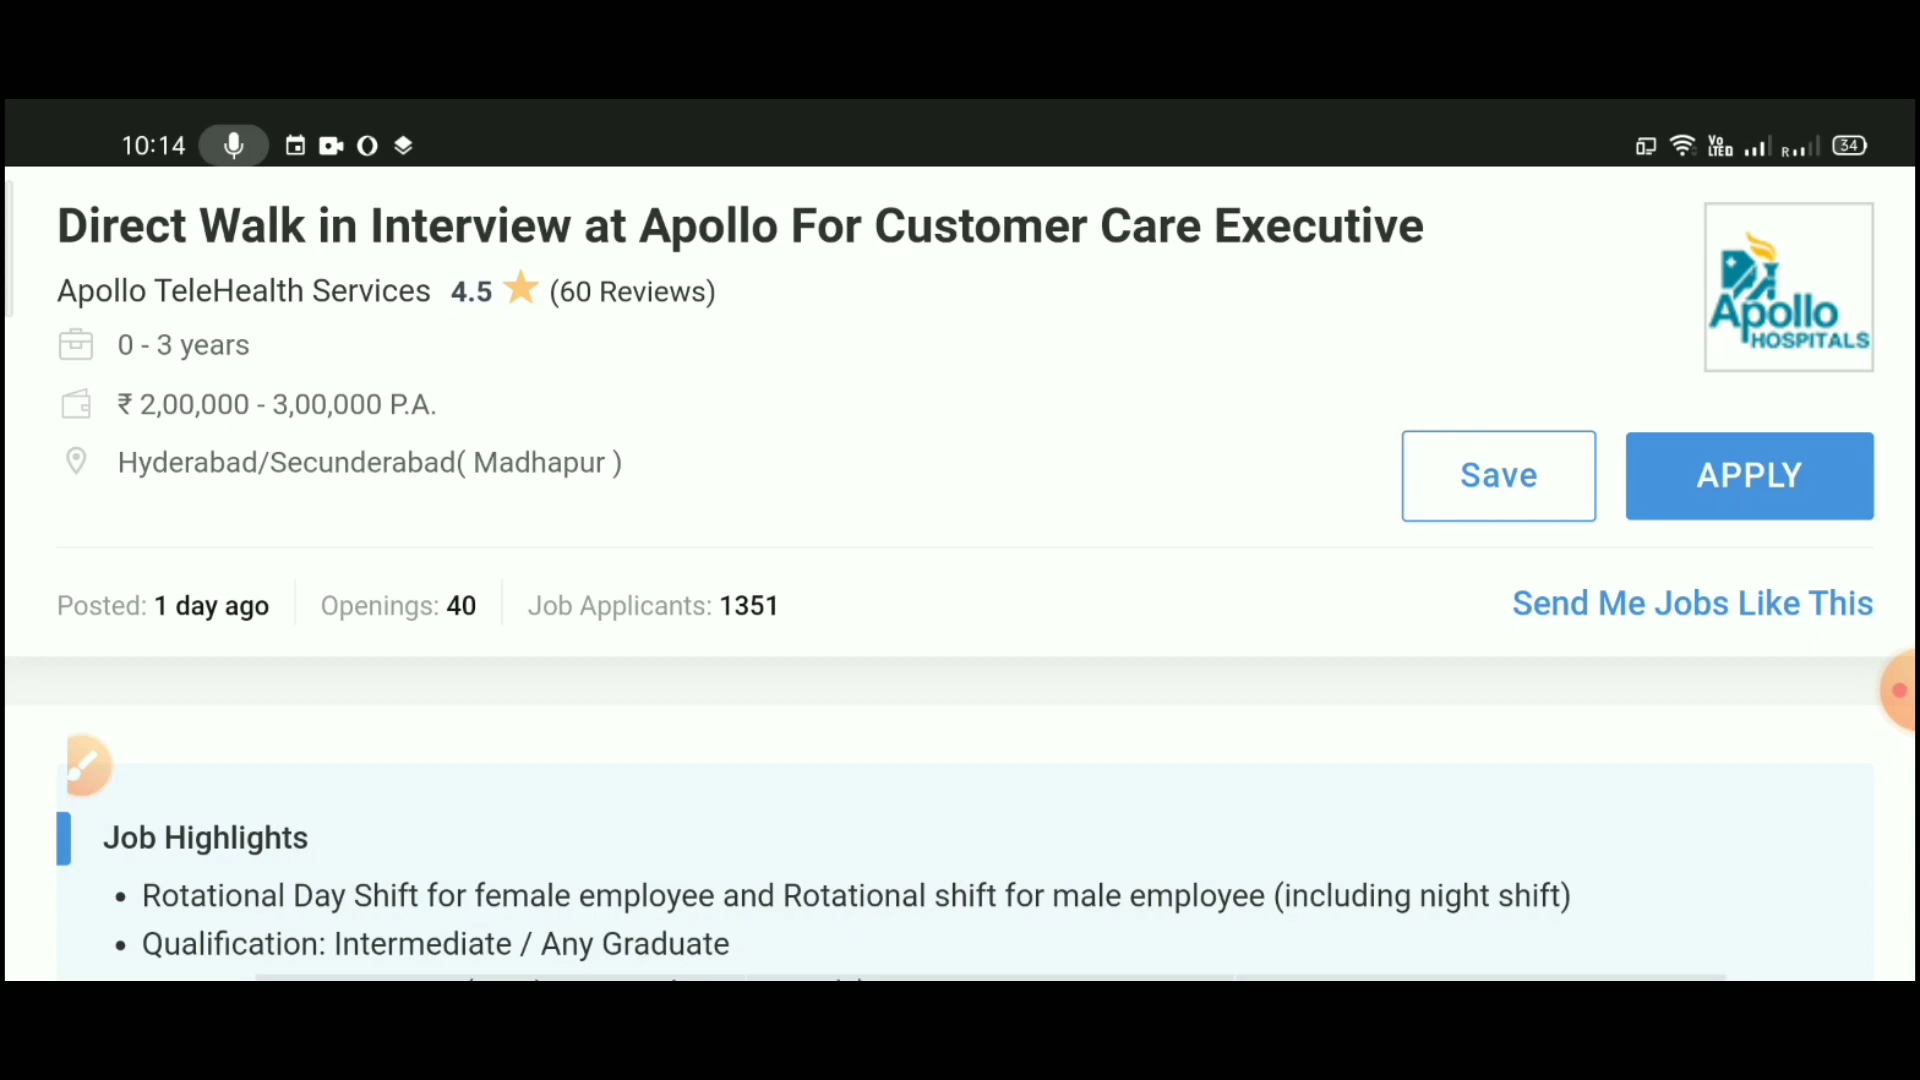 10:14
Vo LTED
R
34
Direct Walk in Interview at Apollo For Customer Care Executive
Apollo TeleHealth Services 4.5 (60 Reviews)
Apollo
HOSPITALS
0 - 3 years
₹ 2,00,000 - 3,00,000 P.A.
Hyderabad/Secunderabad( Madhapur )
Save
APPLY
Posted: 1 day ago
Openings: 40
Job Applicants: 1351
Send Me Jobs Like This
Job Highlights
• Rotational Day Shift for female employee and Rotational shift for male employee (including night shift)
• Qualification: Intermediate / Any Graduate